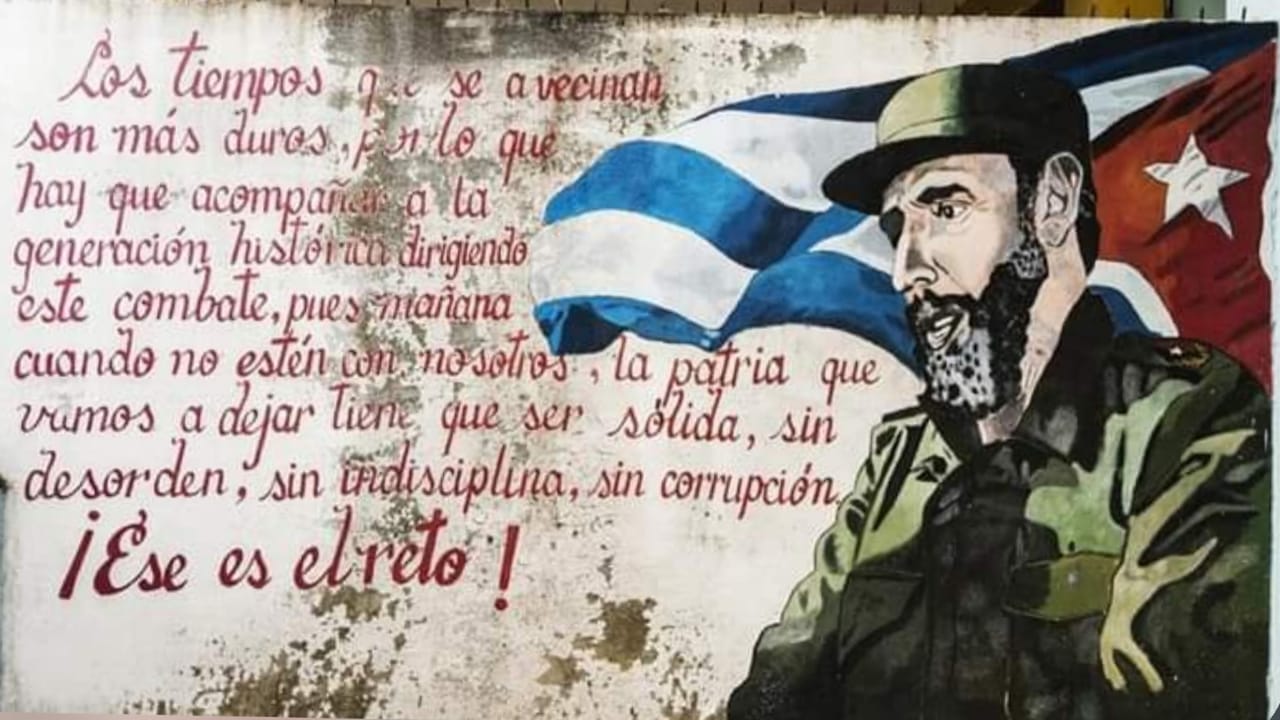 Los tiempos que se avecinan
son más duros, por lo que
hay que acompañar a la
generación histórica dirigiendo
este combate, pues mañana
cuando no estén con nosotros, la patria que
vamos a dejar tiene que ser sólida, sin
desorden, sin indisciplina, sin corrupción.
¡Ese es el reto!